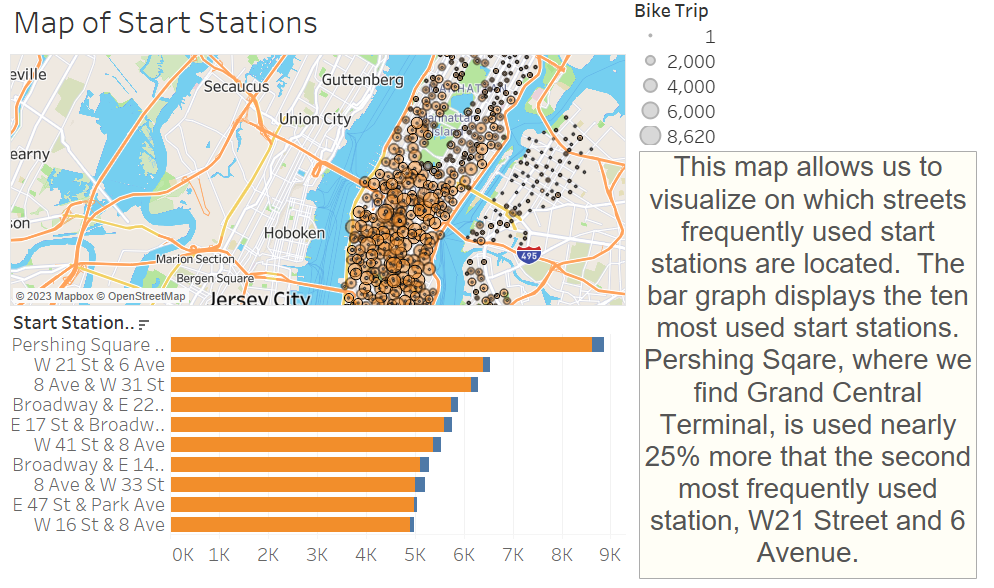 Map of Start Stations
Bike Trip
1
2,000
4,000
6,000
8,620
eville
Secaucus
Guttenberg
Union City
earny
son
Hoboken
Marion Section
Bergen Square
Jersey City
495
© 2023 Mapbox © OpenStreetMap
This map allows us to
visualize on which streets
frequently used start
stations are located.  The
bar graph displays the ten
most used start stations.
Pershing Sqare, where we
find Grand Central
Terminal, is used nearly
25% more that the second
most frequently used
station, W21 Street and 6
Avenue.
Start Station..
Pershing Square ..
W 21 St & 6 Ave
8 Ave & W 31 St
Broadway & E 22..
E 17 St & Broadw..
W 41 St & 8 Ave
Broadway & E 14..
8 Ave & W 33 St
E 47 St & Park Ave
W 16 St & 8 Ave
0K 1K 2K 3K 4K 5K 6K 7K 8K 9K